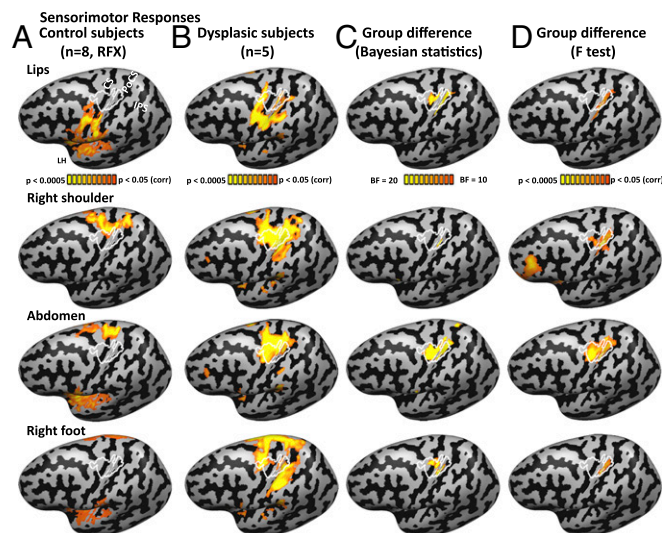 Sensorimotor Responses
A Control subjects
(n=8, RFX)
B Dysplasic subjects
(n=5)
C Group difference
(Bayesian statistics)
D Group difference
(F test)
Lips
CS
PoCS
IPS
LH
p < 0.0005 p < 0.05 (corr)
p < 0.0005 p < 0.05 (corr)
BF = 20 BF = 10
p < 0.0005 p < 0.05 (corr)
Right shoulder
Abdomen
Right foot